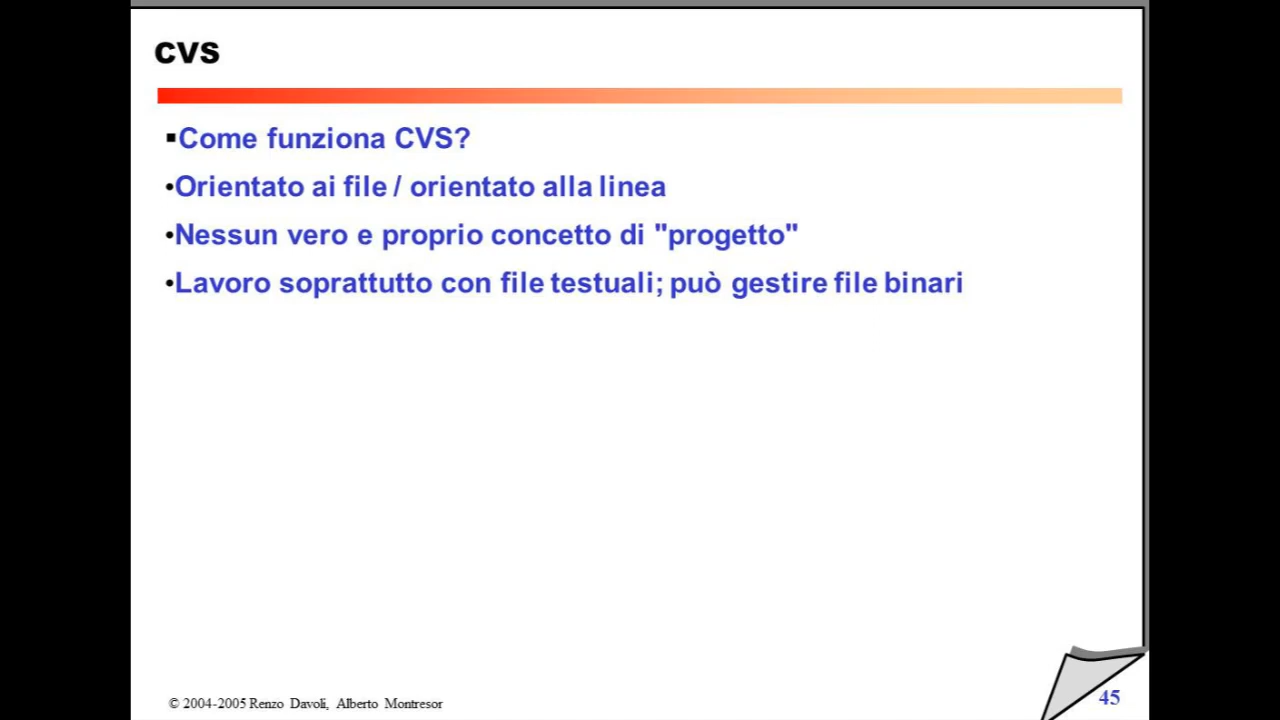 CVS
▪Come funziona CVS?
•Orientato ai file / orientato alla linea
•Nessun vero e proprio concetto di "progetto"
•Lavoro soprattutto con file testuali; può gestire file binari
© 2004-2005 Renzo Davoli, Alberto Montresor
45